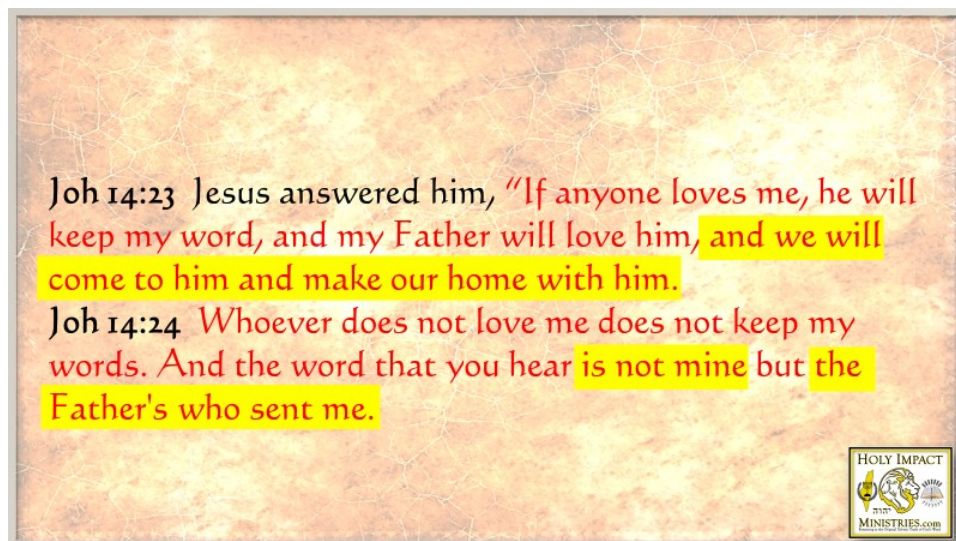 Joh 14:23  Jesus answered him, “If anyone loves me, he will
keep my word, and my Father will love him, and we will
come to him and make our home with him.
Joh 14:24  Whoever does not love me does not keep my
words. And the word that you hear is not mine but the
Father's who sent me.
HOLY IMPACT
יהוה
MINISTRIES.com